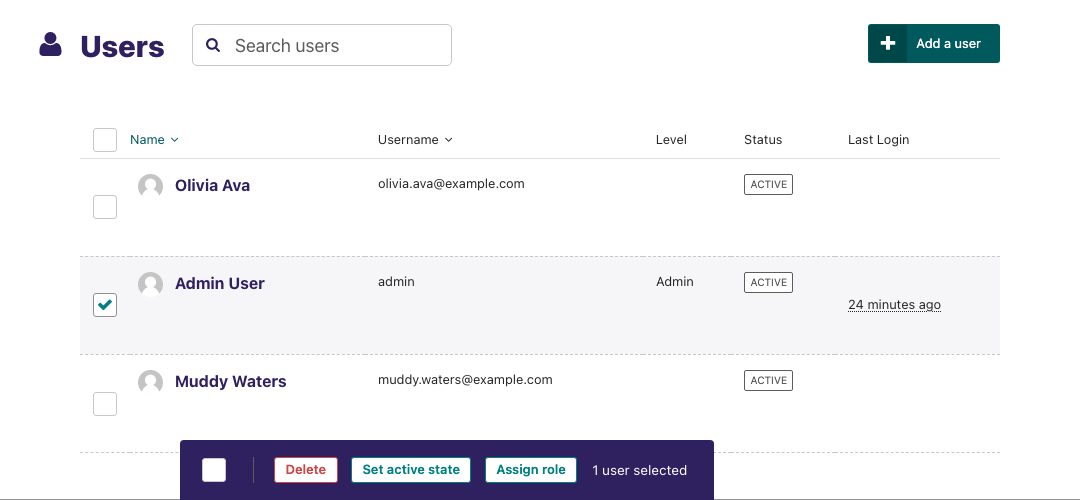 Users
Search users
Add a user
Name Username Level Status Last Login
Olivia Ava olivia.ava@example.com ACTIVE
Admin User admin Admin ACTIVE
24 minutes ago
Muddy Waters muddy.waters@example.com ACTIVE
Delete Set active state Assign role 1 user selected